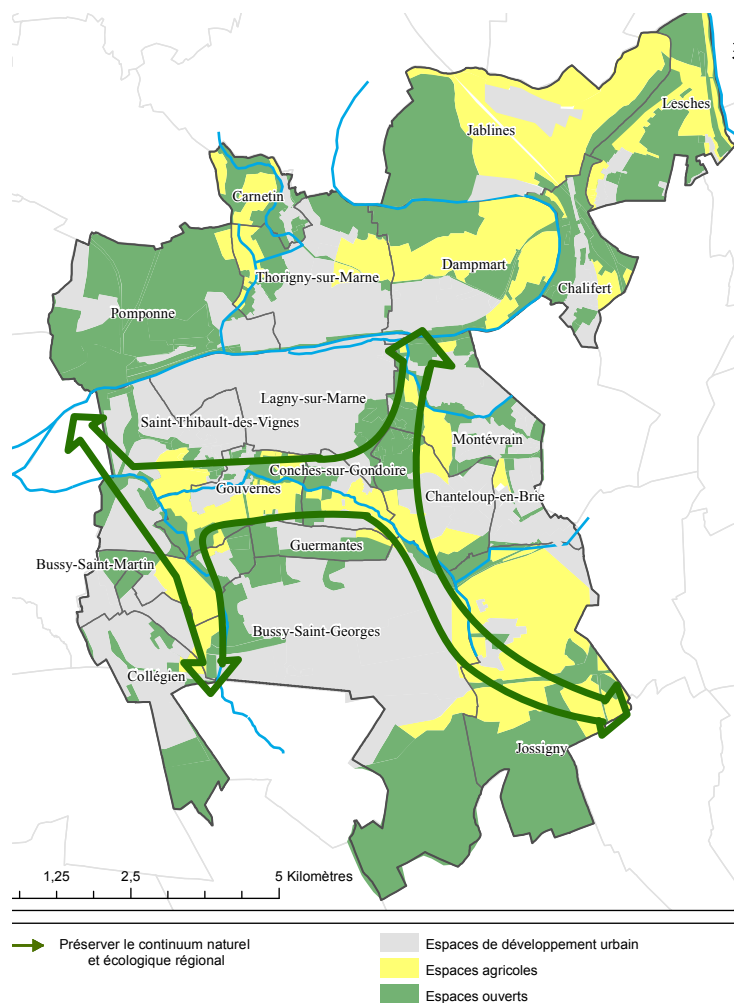 Lesches
Jablines
Carnetin
Dampmart
Thorigny-sur-Marne
Chalifert
Pomponne
Lagny-sur-Marne
Saint-Thibault-des-Vignes
Montévrain
Conches-sur-Gondoire
Gouvernes
Chanteloup-en-Brie
Guermantes
Bussy-Saint-Martin
Bussy-Saint-Georges
Collégien
Jossigny
1,25 2,5 5 Kilomètres
Préserver le continuum naturel
et écologique régional
Espaces de développement urbain
Espaces agricoles
Espaces ouverts